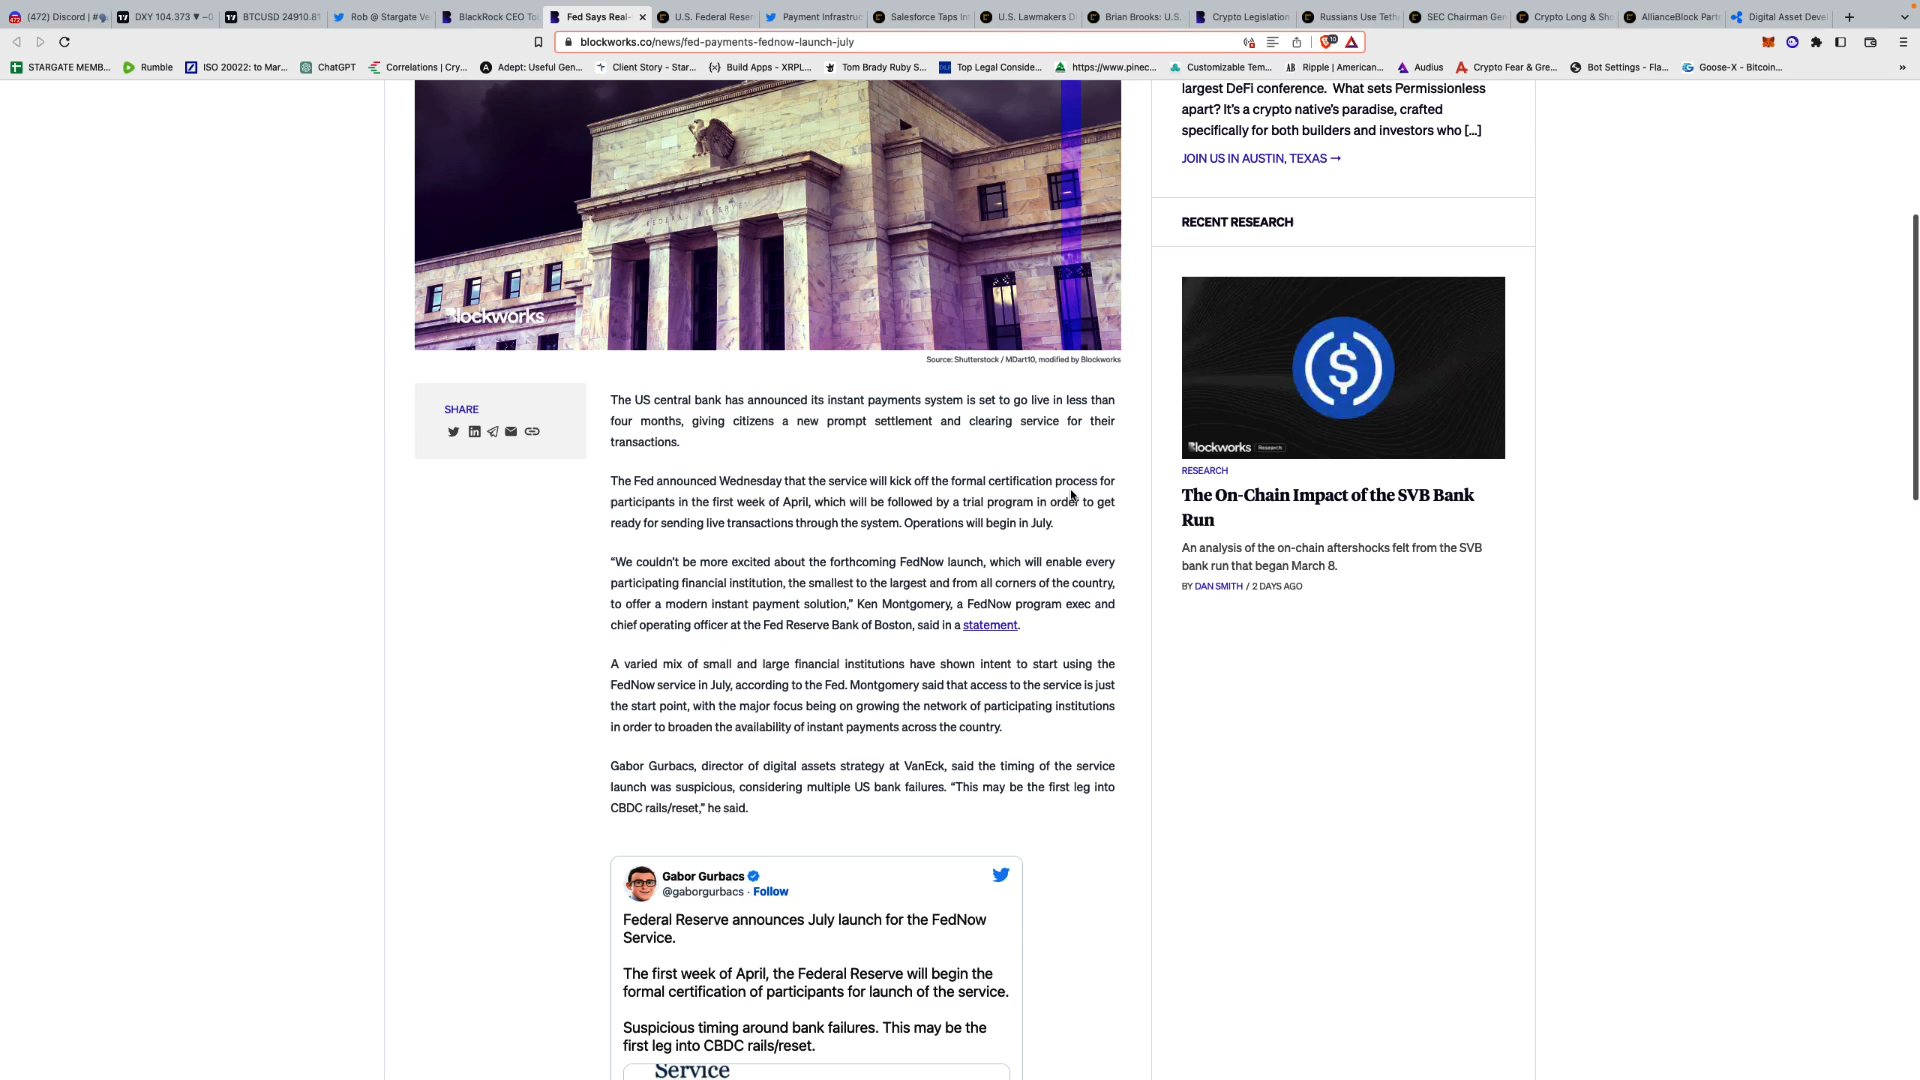 (472) Discord | #
DXY 104.373 ▼ −0
BTCUSD 24910.81
Rob @ Stargate Ve
BlackRock CEO To
Fed Says Real-
U.S. Federal Reser
Payment Infrastruc
Salesforce Taps Int
U.S. Lawmakers D
Brian Brooks: U.S.
Crypto Legislation
Russians Use Teth
SEC Chairman Gen
Crypto Long & Sho
AllianceBlock Part
Digital Asset Deve
blockworks.co/news/fed-payments-fednow-launch-july
STARGATE MEMB...
Rumble
ISO 20022: to Mar...
ChatGPT
Correlations | Cry...
Adept: Useful Gen...
Client Story - Star...
Build Apps - XRPL...
Tom Brady Ruby S...
Top Legal Conside...
https://www.pinec...
Customizable Tem...
Ripple | American...
Audius
Crypto Fear & Gre...
Bot Settings - Fla...
Goose-X - Bitcoin...
FEDERAL RESERVE
Blockworks
Source: Shutterstock / MDart10, modified by Blockworks
SHARE
The US central bank has announced its instant payments system is set to go live in less than
four months, giving citizens a new prompt settlement and clearing service for their
transactions.
The Fed announced Wednesday that the service will kick off the formal certification process for
participants in the first week of April, which will be followed by a trial program in order to get
ready for sending live transactions through the system. Operations will begin in July.
“We couldn’t be more excited about the forthcoming FedNow launch, which will enable every
participating financial institution, the smallest to the largest and from all corners of the country,
to offer a modern instant payment solution,” Ken Montgomery, a FedNow program exec and
chief operating officer at the Fed Reserve Bank of Boston, said in a statement.
A varied mix of small and large financial institutions have shown intent to start using the
FedNow service in July, according to the Fed. Montgomery said that access to the service is just
the start point, with the major focus being on growing the network of participating institutions
in order to broaden the availability of instant payments across the country.
Gabor Gurbacs, director of digital assets strategy at VanEck, said the timing of the service
launch was suspicious, considering multiple US bank failures. “This may be the first leg into
CBDC rails/reset,” he said.
Gabor Gurbacs
@gaborgurbacs · Follow
Federal Reserve announces July launch for the FedNow
Service.
The first week of April, the Federal Reserve will begin the
formal certification of participants for launch of the service.
Suspicious timing around bank failures. This may be the
first leg into CBDC rails/reset.
Service
largest DeFi conference. What sets Permissionless
apart? It’s a crypto native’s paradise, crafted
specifically for both builders and investors who [...]
JOIN US IN AUSTIN, TEXAS →
RECENT RESEARCH
Blockworks Research
RESEARCH
The On-Chain Impact of the SVB Bank
Run
An analysis of the on-chain aftershocks felt from the SVB
bank run that began March 8.
BY DAN SMITH / 2 DAYS AGO